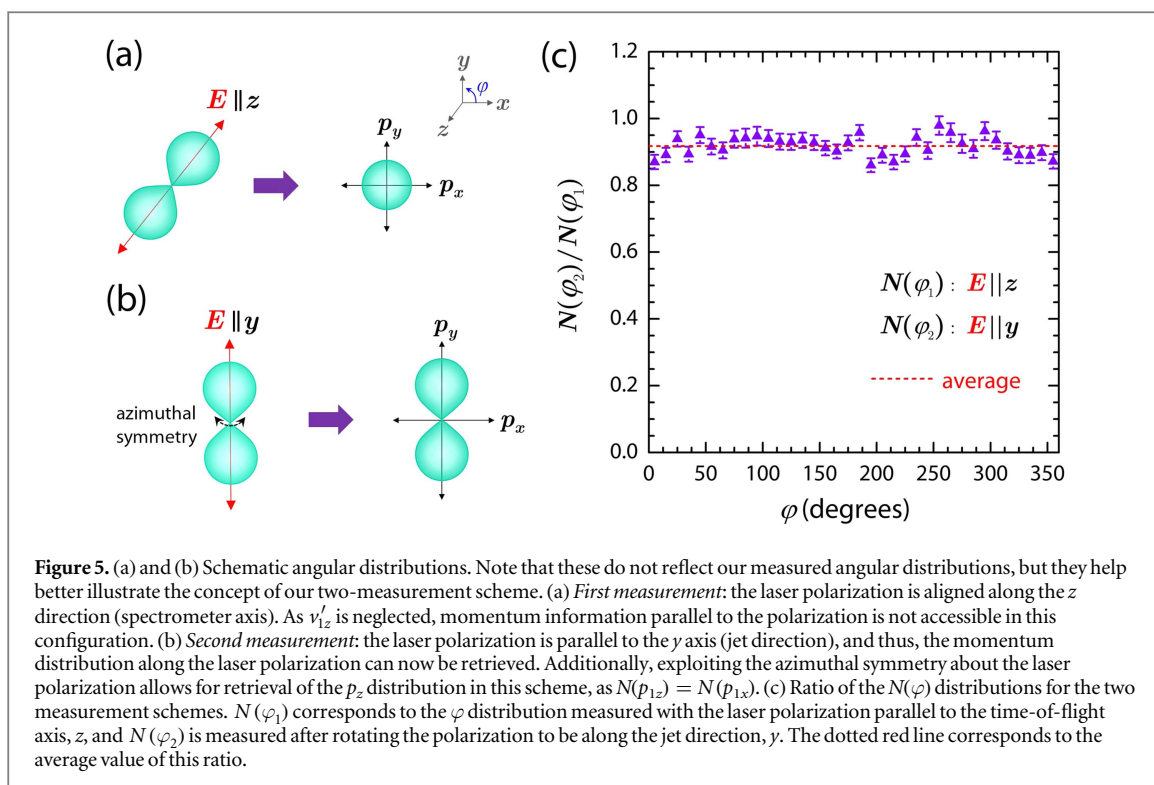 (a)
E ∥ z
y
φ
x
z
p_y
p_x
(b)
E ∥ y
azimuthal
symmetry
p_y
p_x
(c)
1.2
1.0
0.8
0.6
0.4
0.2
0.0
N(φ₂)/N(φ₁)
N(φ₁) : E||z
N(φ₂) : E||y
average
0 50 100 150 200 250 300 350
φ (degrees)
Figure 5. (a) and (b) Schematic angular distributions. Note that these do not reflect our measured angular distributions, but they help
better illustrate the concept of our two-measurement scheme. (a) First measurement: the laser polarization is aligned along the z
direction (spectrometer axis). As ν′_1z is neglected, momentum information parallel to the polarization is not accessible in this
configuration. (b) Second measurement: the laser polarization is parallel to the y axis (jet direction), and thus, the momentum
distribution along the laser polarization can now be retrieved. Additionally, exploiting the azimuthal symmetry about the laser
polarization allows for retrieval of the p_z distribution in this scheme, as N(p_1z) = N(p_1x). (c) Ratio of the N(φ) distributions for the two
measurement schemes. N(φ₁) corresponds to the φ distribution measured with the laser polarization parallel to the time-of-flight
axis, z, and N(φ₂) is measured after rotating the polarization to be along the jet direction, y. The dotted red line corresponds to the
average value of this ratio.